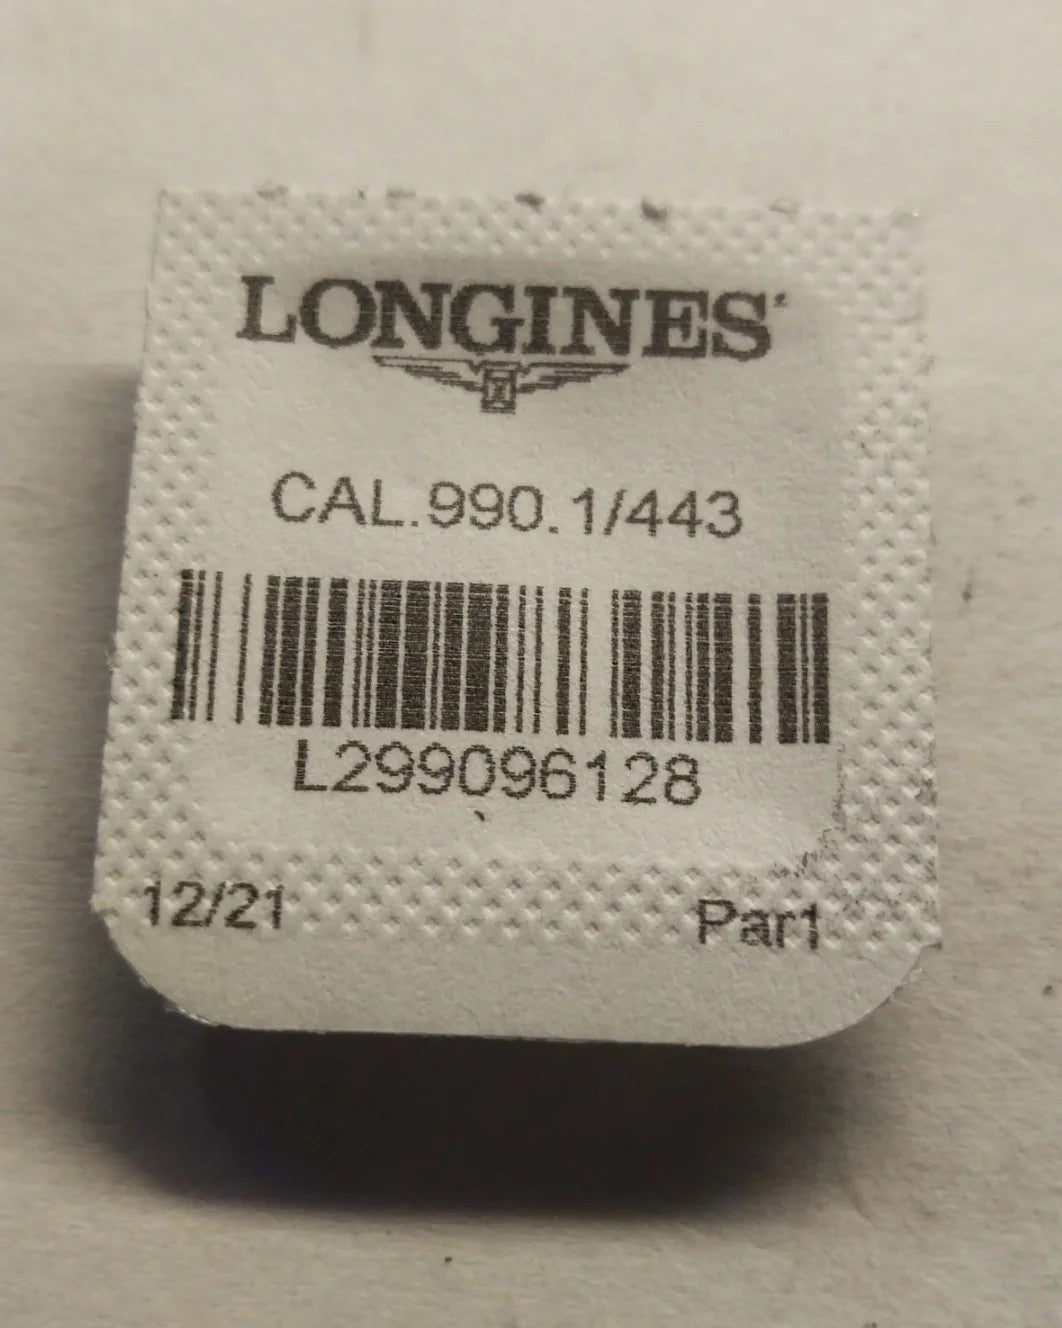 LONGINES
CAL.990.1/443
L299096128
12/21 Par1